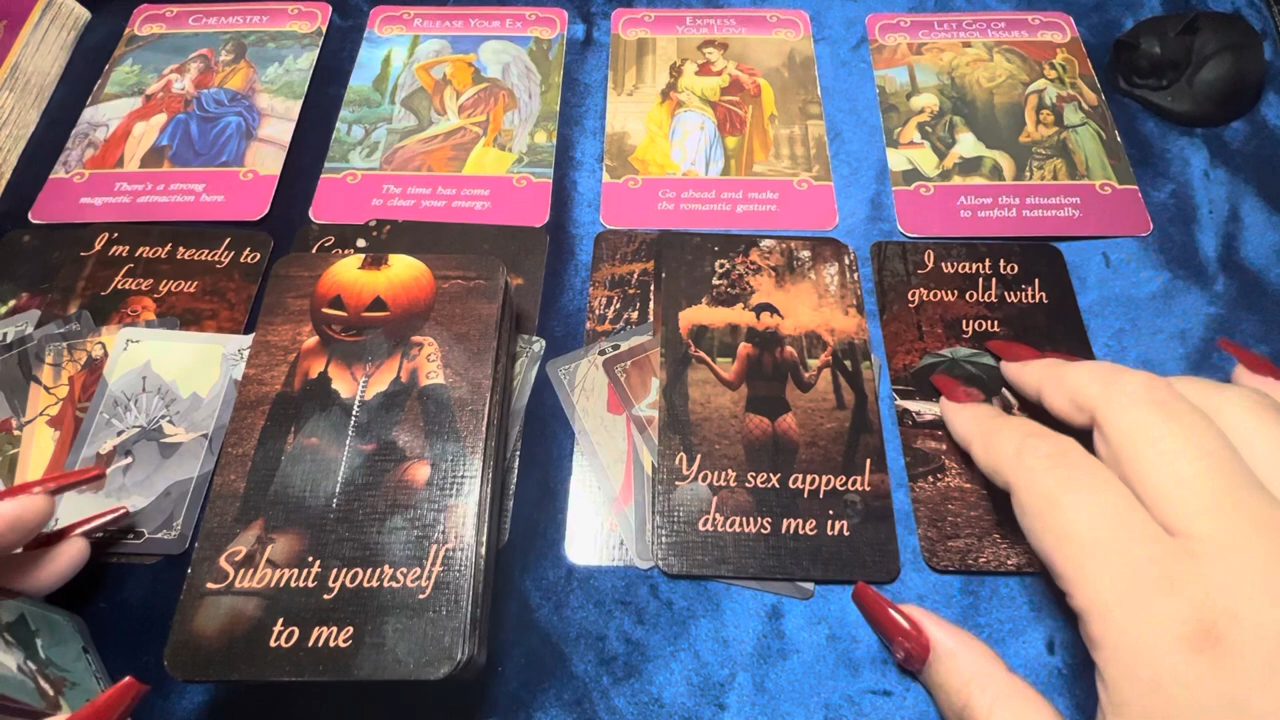 CHEMISTRY
There's a strong
magnetic attraction here.
RELEASE YOUR EX
The time has come
to clear your energy.
EXPRESS
YOUR LOVE
Go ahead and make
the romantic gesture.
LET GO OF
CONTROL ISSUES
Allow this situation
to unfold naturally.
I'm not ready to
face you
Submit yourself
to me
IX
Your sex appeal
draws me in
I want to
grow old with
you